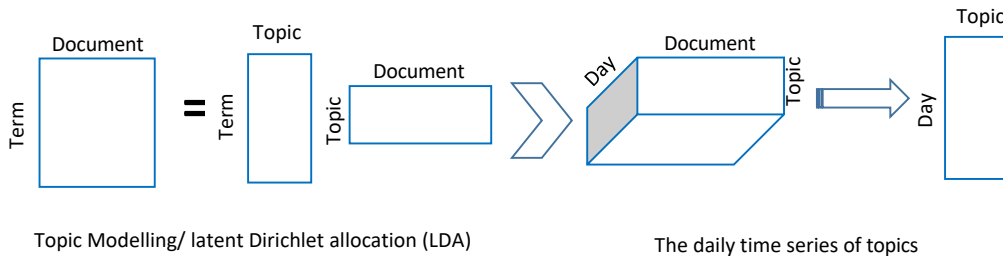 Document
Term
=
Topic
Term
Document
Topic
Day
Document
Topic
Topic
Day
Topic Modelling/ latent Dirichlet allocation (LDA)
The daily time series of topics